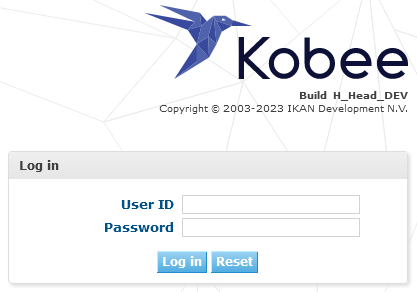 Kobee
Build H_Head_DEV
Copyright © 2003-2023 IKAN Development N.V.
Log in
User ID
Password
Log in Reset